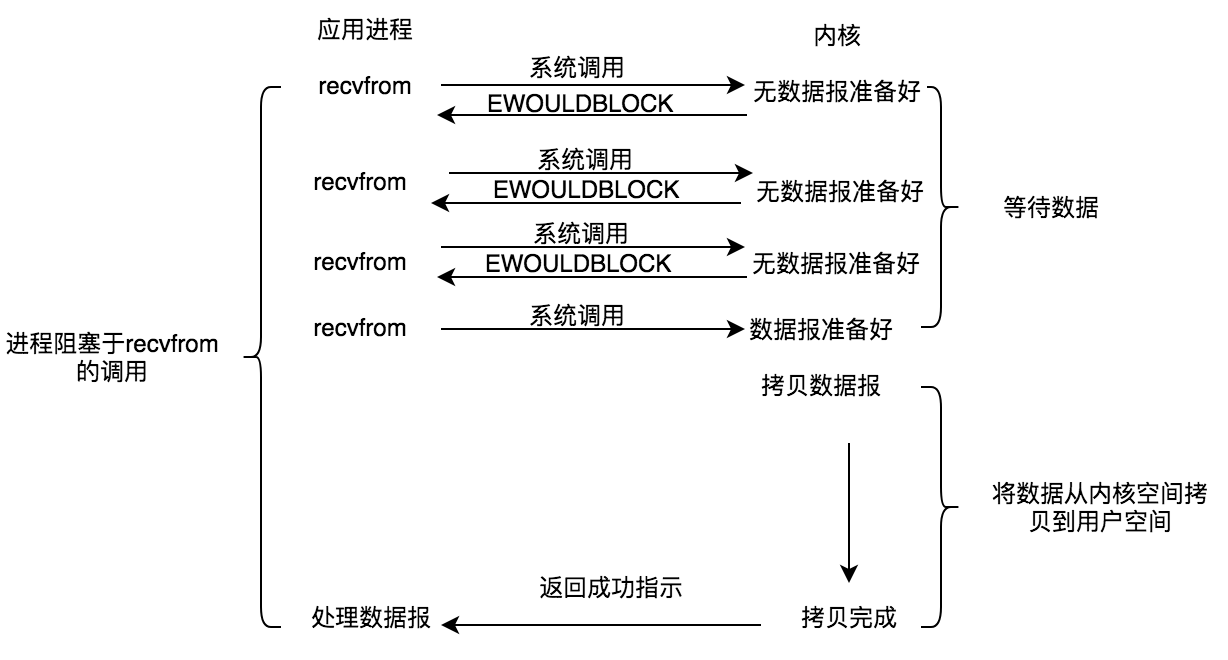 应用进程
内核
recvfrom
系统调用
无数据报准备好
EWOULDBLOCK
recvfrom
系统调用
无数据报准备好
EWOULDBLOCK
等待数据
recvfrom
系统调用
无数据报准备好
EWOULDBLOCK
recvfrom
系统调用
数据报准备好
进程阻塞于recvfrom
的调用
拷贝数据报
将数据从内核空间拷
贝到用户空间
返回成功指示
处理数据报
拷贝完成